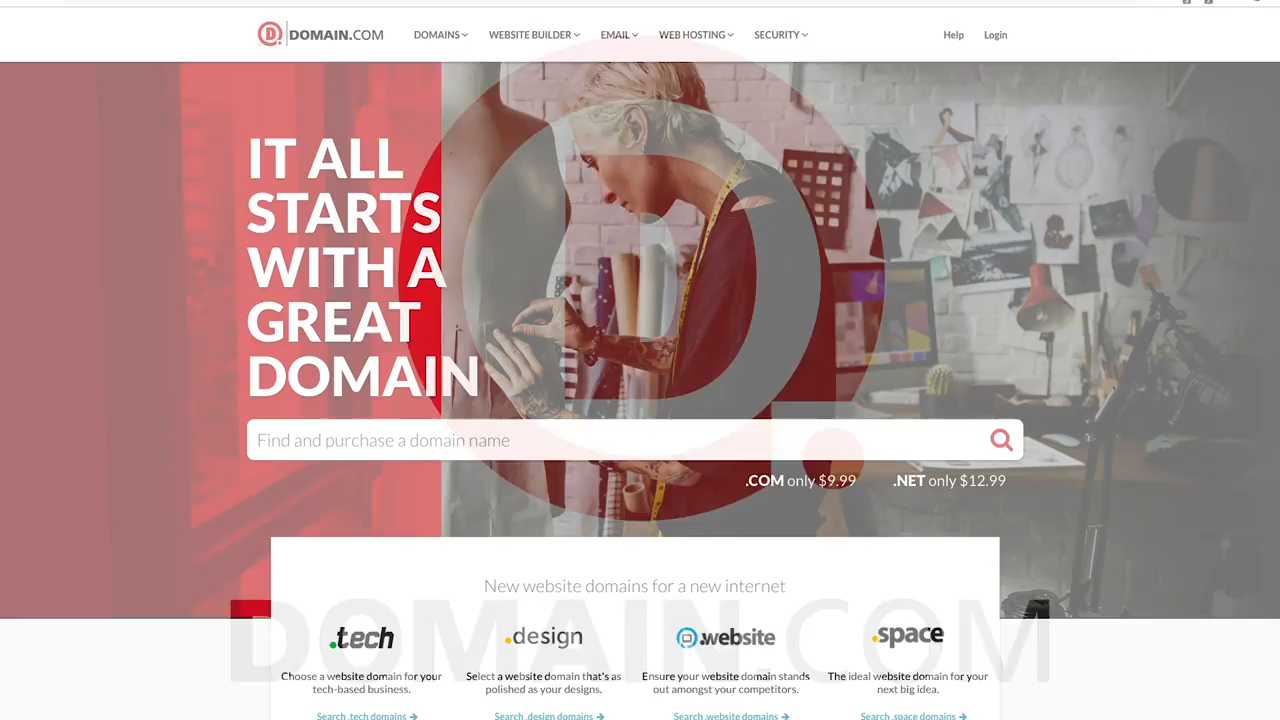 DOMAIN.COM
DOMAINS WEBSITE BUILDER EMAIL WEB HOSTING SECURITY Help Login
IT ALL
STARTS
WITH A
GREAT
DOMAIN
Find and purchase a domain name
.COM only $9.99 .NET only $12.99
New website domains for a new internet
DOMAIN.COM
.tech .design .website .space
Choose a website domain for your tech-based business.
Select a website domain that's as polished as your designs.
Ensure your website domain stands out amongst your competitors.
The ideal website domain for your next big idea.
Search .tech domains Search .design domains Search .website domains Search .space domains